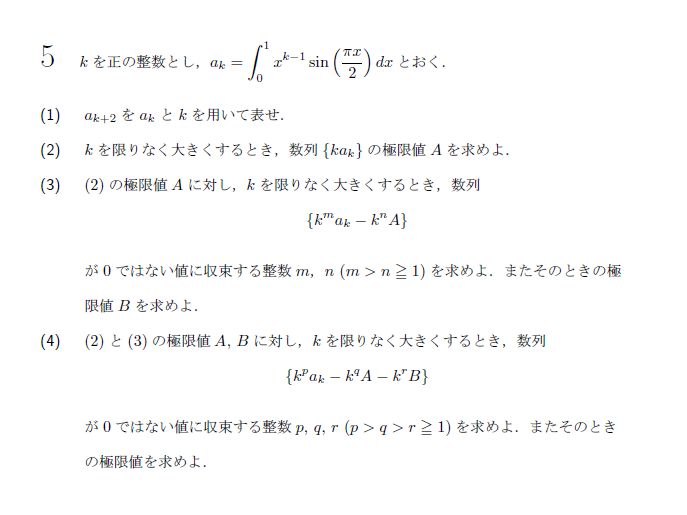 5 k を正の整数とし，a_k = ∫_0^1 x^{k−1} sin(πx/2) dx とおく．
(1) a_{k+2} を a_k と k を用いて表せ．
(2) k を限りなく大きくするとき，数列 {ka_k} の極限値 A を求めよ．
(3) (2) の極限値 A に対し，k を限りなく大きくするとき，数列
{k^m a_k − k^n A}
が 0 ではない値に収束する整数 m，n (m > n ≧ 1) を求めよ．またそのときの極
限値 B を求めよ．
(4) (2) と (3) の極限値 A, B に対し，k を限りなく大きくするとき，数列
{k^p a_k − k^q A − k^r B}
が 0 ではない値に収束する整数 p, q, r (p > q > r ≧ 1) を求めよ．またそのとき
の極限値を求めよ．